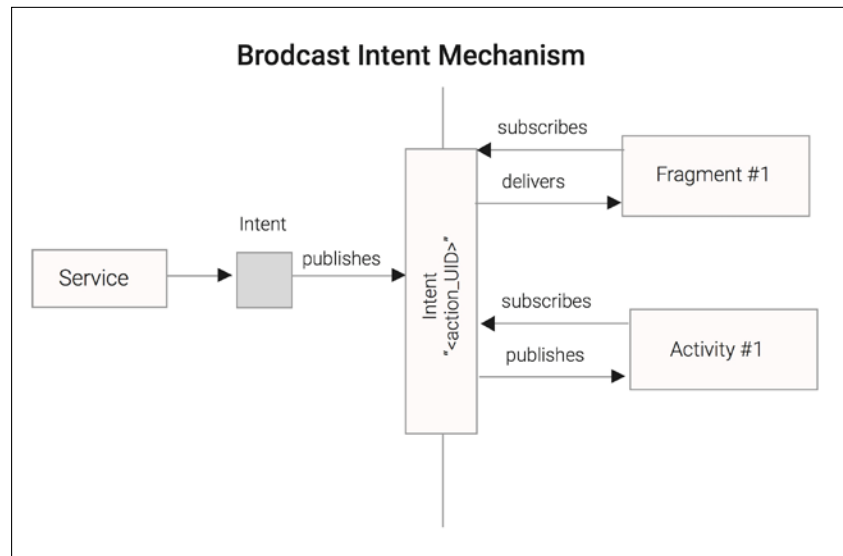 Brodcast Intent Mechanism
subscribes
Fragment #1
delivers
Intent
publishes
Service
Intent
"<action_UID>"
subscribes
Activity #1
publishes